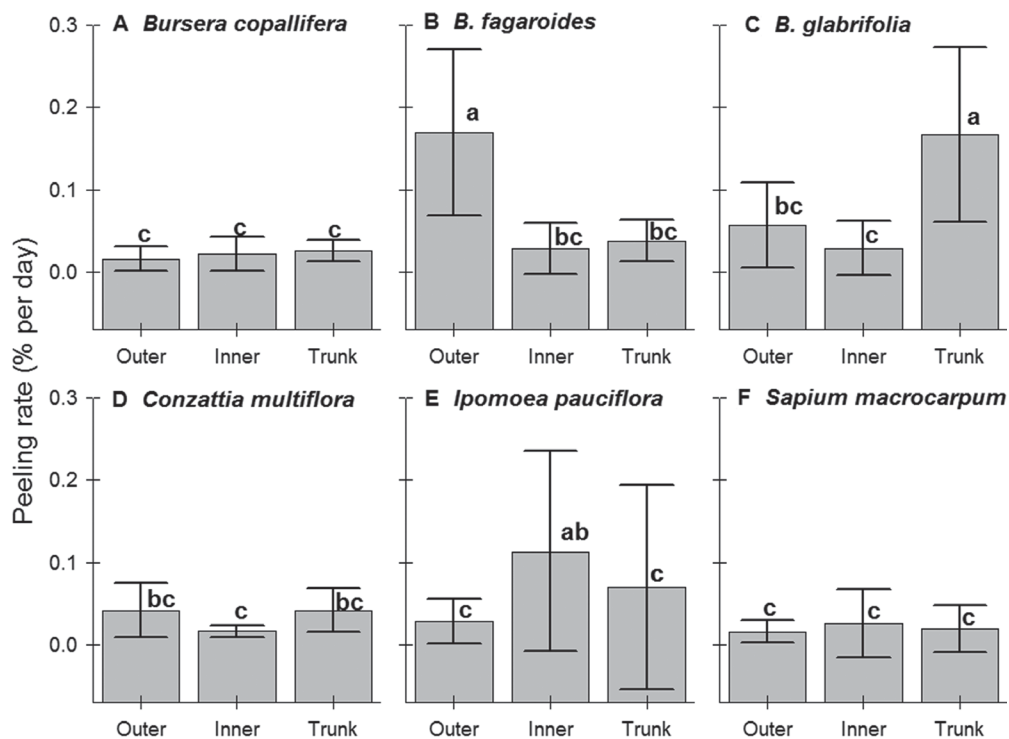 A Bursera copallifera
B B. fagaroides
C B. glabrifolia
0.3
0.2
0.1
0.0
c
c
c
a
bc
bc
bc
c
a
Outer
Inner
Trunk
Outer
Inner
Trunk
Outer
Inner
Trunk
Peeling rate (% per day)
D Conzattia multiflora
E Ipomoea pauciflora
F Sapium macrocarpum
0.3
0.2
0.1
0.0
bc
c
bc
c
ab
c
c
c
c
Outer
Inner
Trunk
Outer
Inner
Trunk
Outer
Inner
Trunk